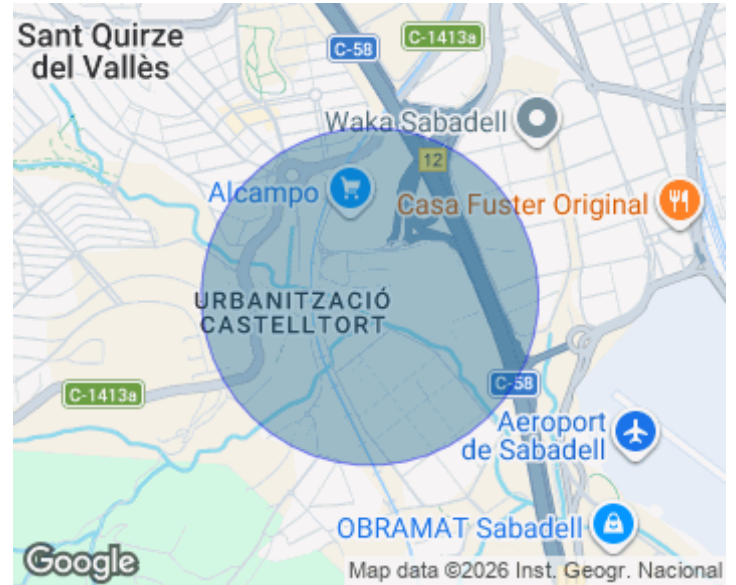 Sant Quirze
del Vallès
C-58
C-1413a
Waka Sabadell
12
Alcampo
Casa Fuster Original
URBANITZACIÓ
CASTELLTORT
C-1413a
C-58
Aeroport
de Sabadell
OBRAMAT Sabadell
Google
Map data ©2026 Inst. Geogr. Nacional